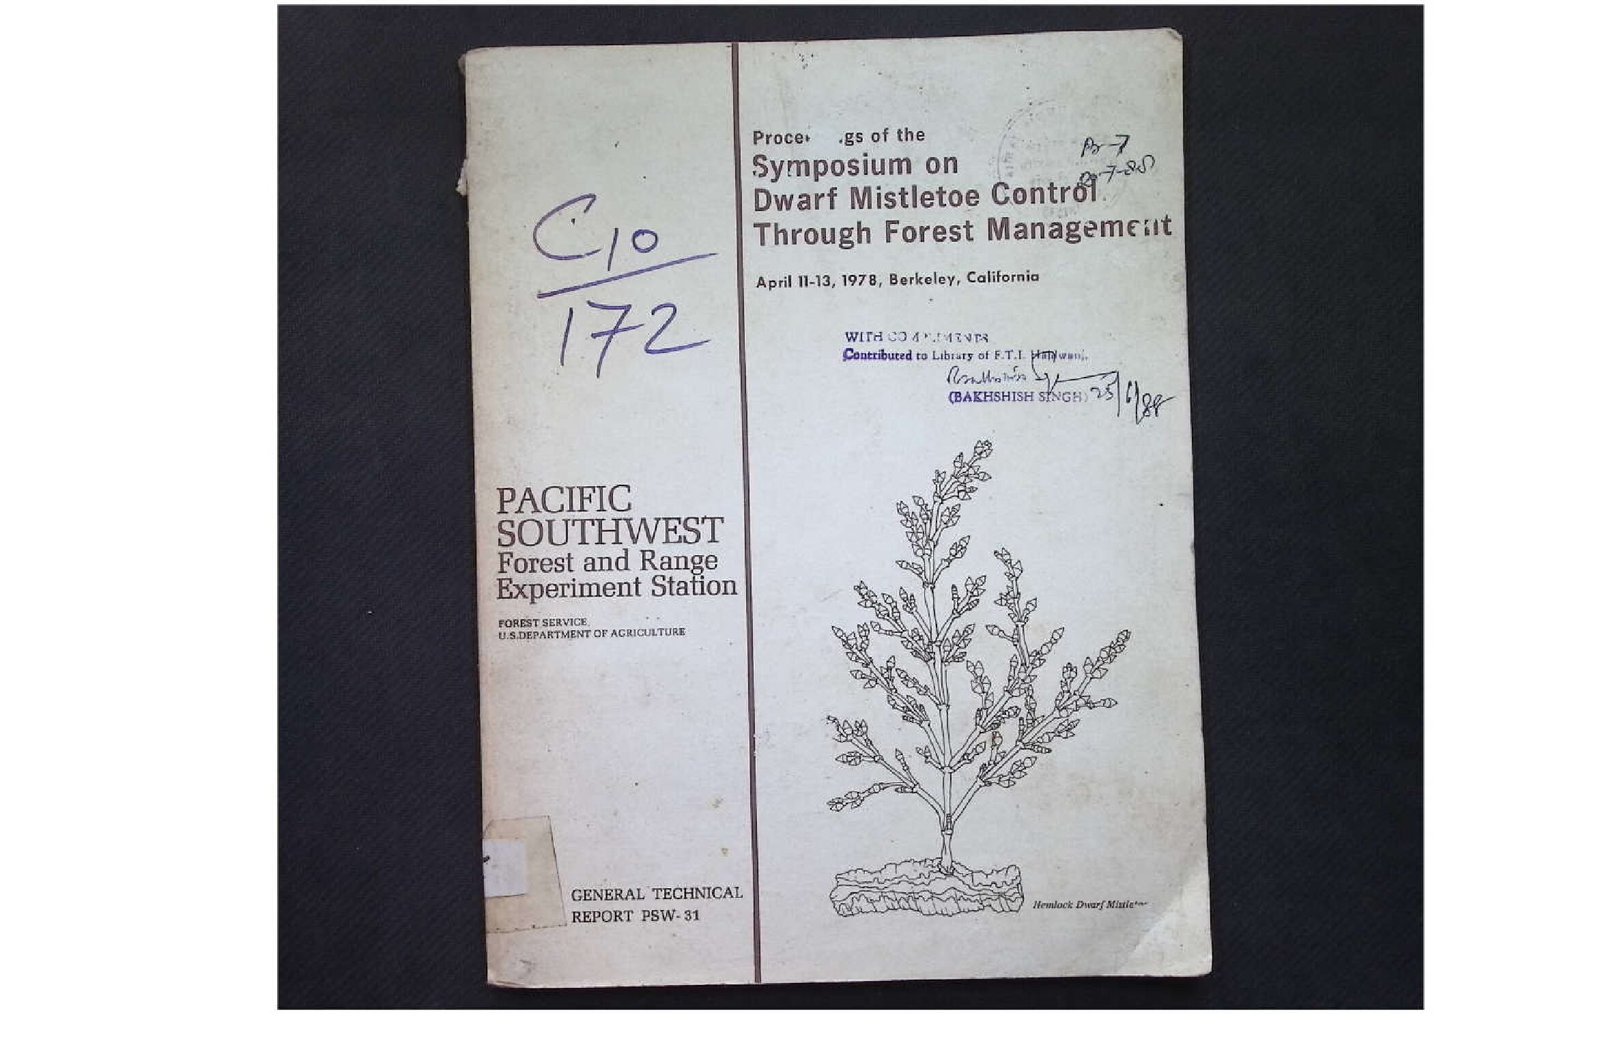 C10
172
PACIFIC
SOUTHWEST
Forest and Range
Experiment Station
FOREST SERVICE
U.S.DEPARTMENT OF AGRICULTURE
GENERAL TECHNICAL
REPORT PSW-31
of the
Symposium on
Dwarf Mistletoe Control
Through Forest Management
April 11-13, 1978, Berkeley, California
WITH
Contributed to Library of F.T.I.
(BAKHSHISH SINGH)
Hemlock Dwarf